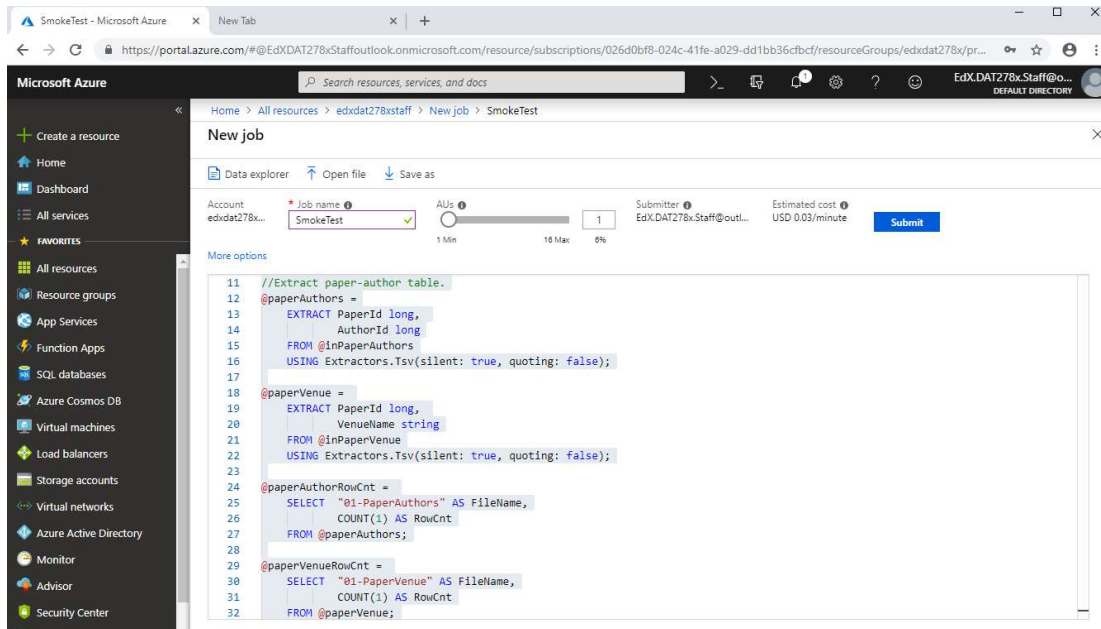 SmokeTest - Microsoft Azure
New Tab
https://portal.azure.com/#@EdXDAT278xStaffoutlook.onmicrosoft.com/resource/subscriptions/026d0bf8-024c-41fe-a029-dd1bb36cfbcf/resourceGroups/edxdat278x/pr...
Microsoft Azure
Search resources, services, and docs
EdX.DAT278x.Staff@o...
DEFAULT DIRECTORY
Home > All resources > edxdat278xstaff > New job > SmokeTest
New job
Create a resource
Home
Dashboard
All services
FAVORITES
All resources
Resource groups
App Services
Function Apps
SQL databases
Azure Cosmos DB
Virtual machines
Load balancers
Storage accounts
Virtual networks
Azure Active Directory
Monitor
Advisor
Security Center
Data explorer Open file Save as
Account * Job name AUs Submitter Estimated cost
edxdat278x... SmokeTest 1 EdX.DAT278x.Staff@outl... USD 0.03/minute Submit
1 Min 16 Max 6%
More options
11 //Extract paper-author table.
12 @paperAuthors =
13 EXTRACT PaperId long,
14 AuthorId long
15 FROM @inPaperAuthors
16 USING Extractors.Tsv(silent: true, quoting: false);
17
18 @paperVenue =
19 EXTRACT PaperId long,
20 VenueName string
21 FROM @inPaperVenue
22 USING Extractors.Tsv(silent: true, quoting: false);
23
24 @paperAuthorRowCnt =
25 SELECT "01-PaperAuthors" AS FileName,
26 COUNT(1) AS RowCnt
27 FROM @paperAuthors;
28
29 @paperVenueRowCnt =
30 SELECT "01-PaperVenue" AS FileName,
31 COUNT(1) AS RowCnt
32 FROM @paperVenue;